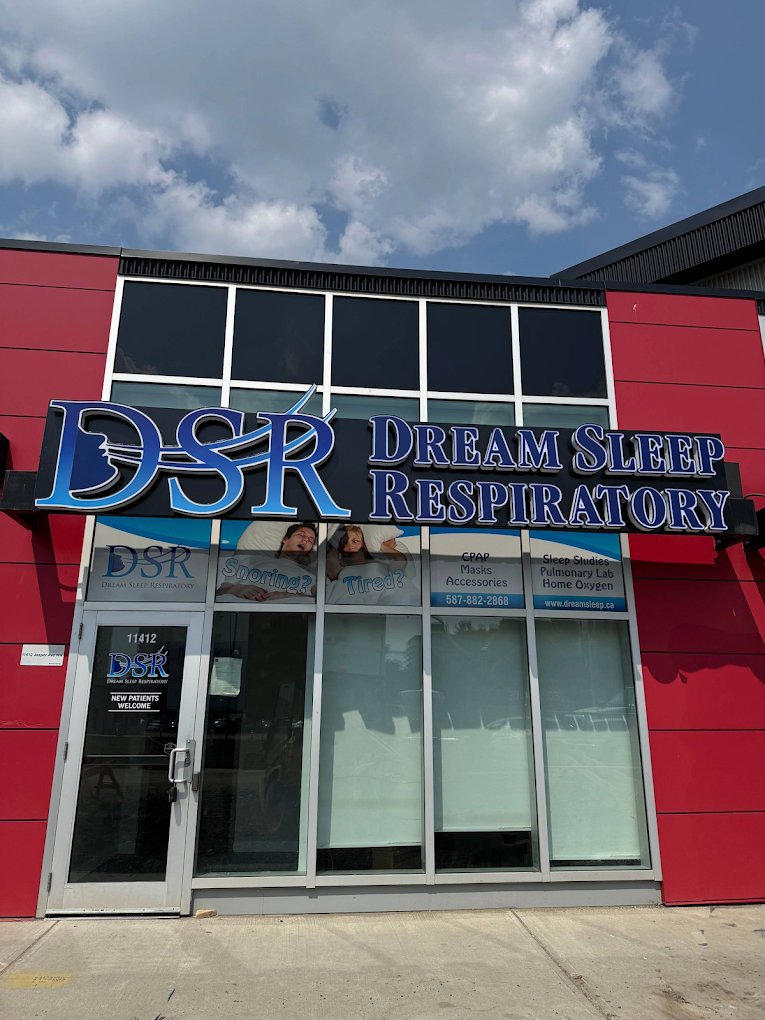 DSR
DREAM SLEEP
RESPIRATORY
DSR
DREAM SLEEP RESPIRATORY
Snoring?
Tired?
CPAP
Masks
Accessories
587-882-2868
Sleep Studies
Pulmonary Lab
Home Oxygen
www.dreamsleep.ca
11412
DSR
DREAM SLEEP RESPIRATORY
NEW PATIENTS
WELCOME